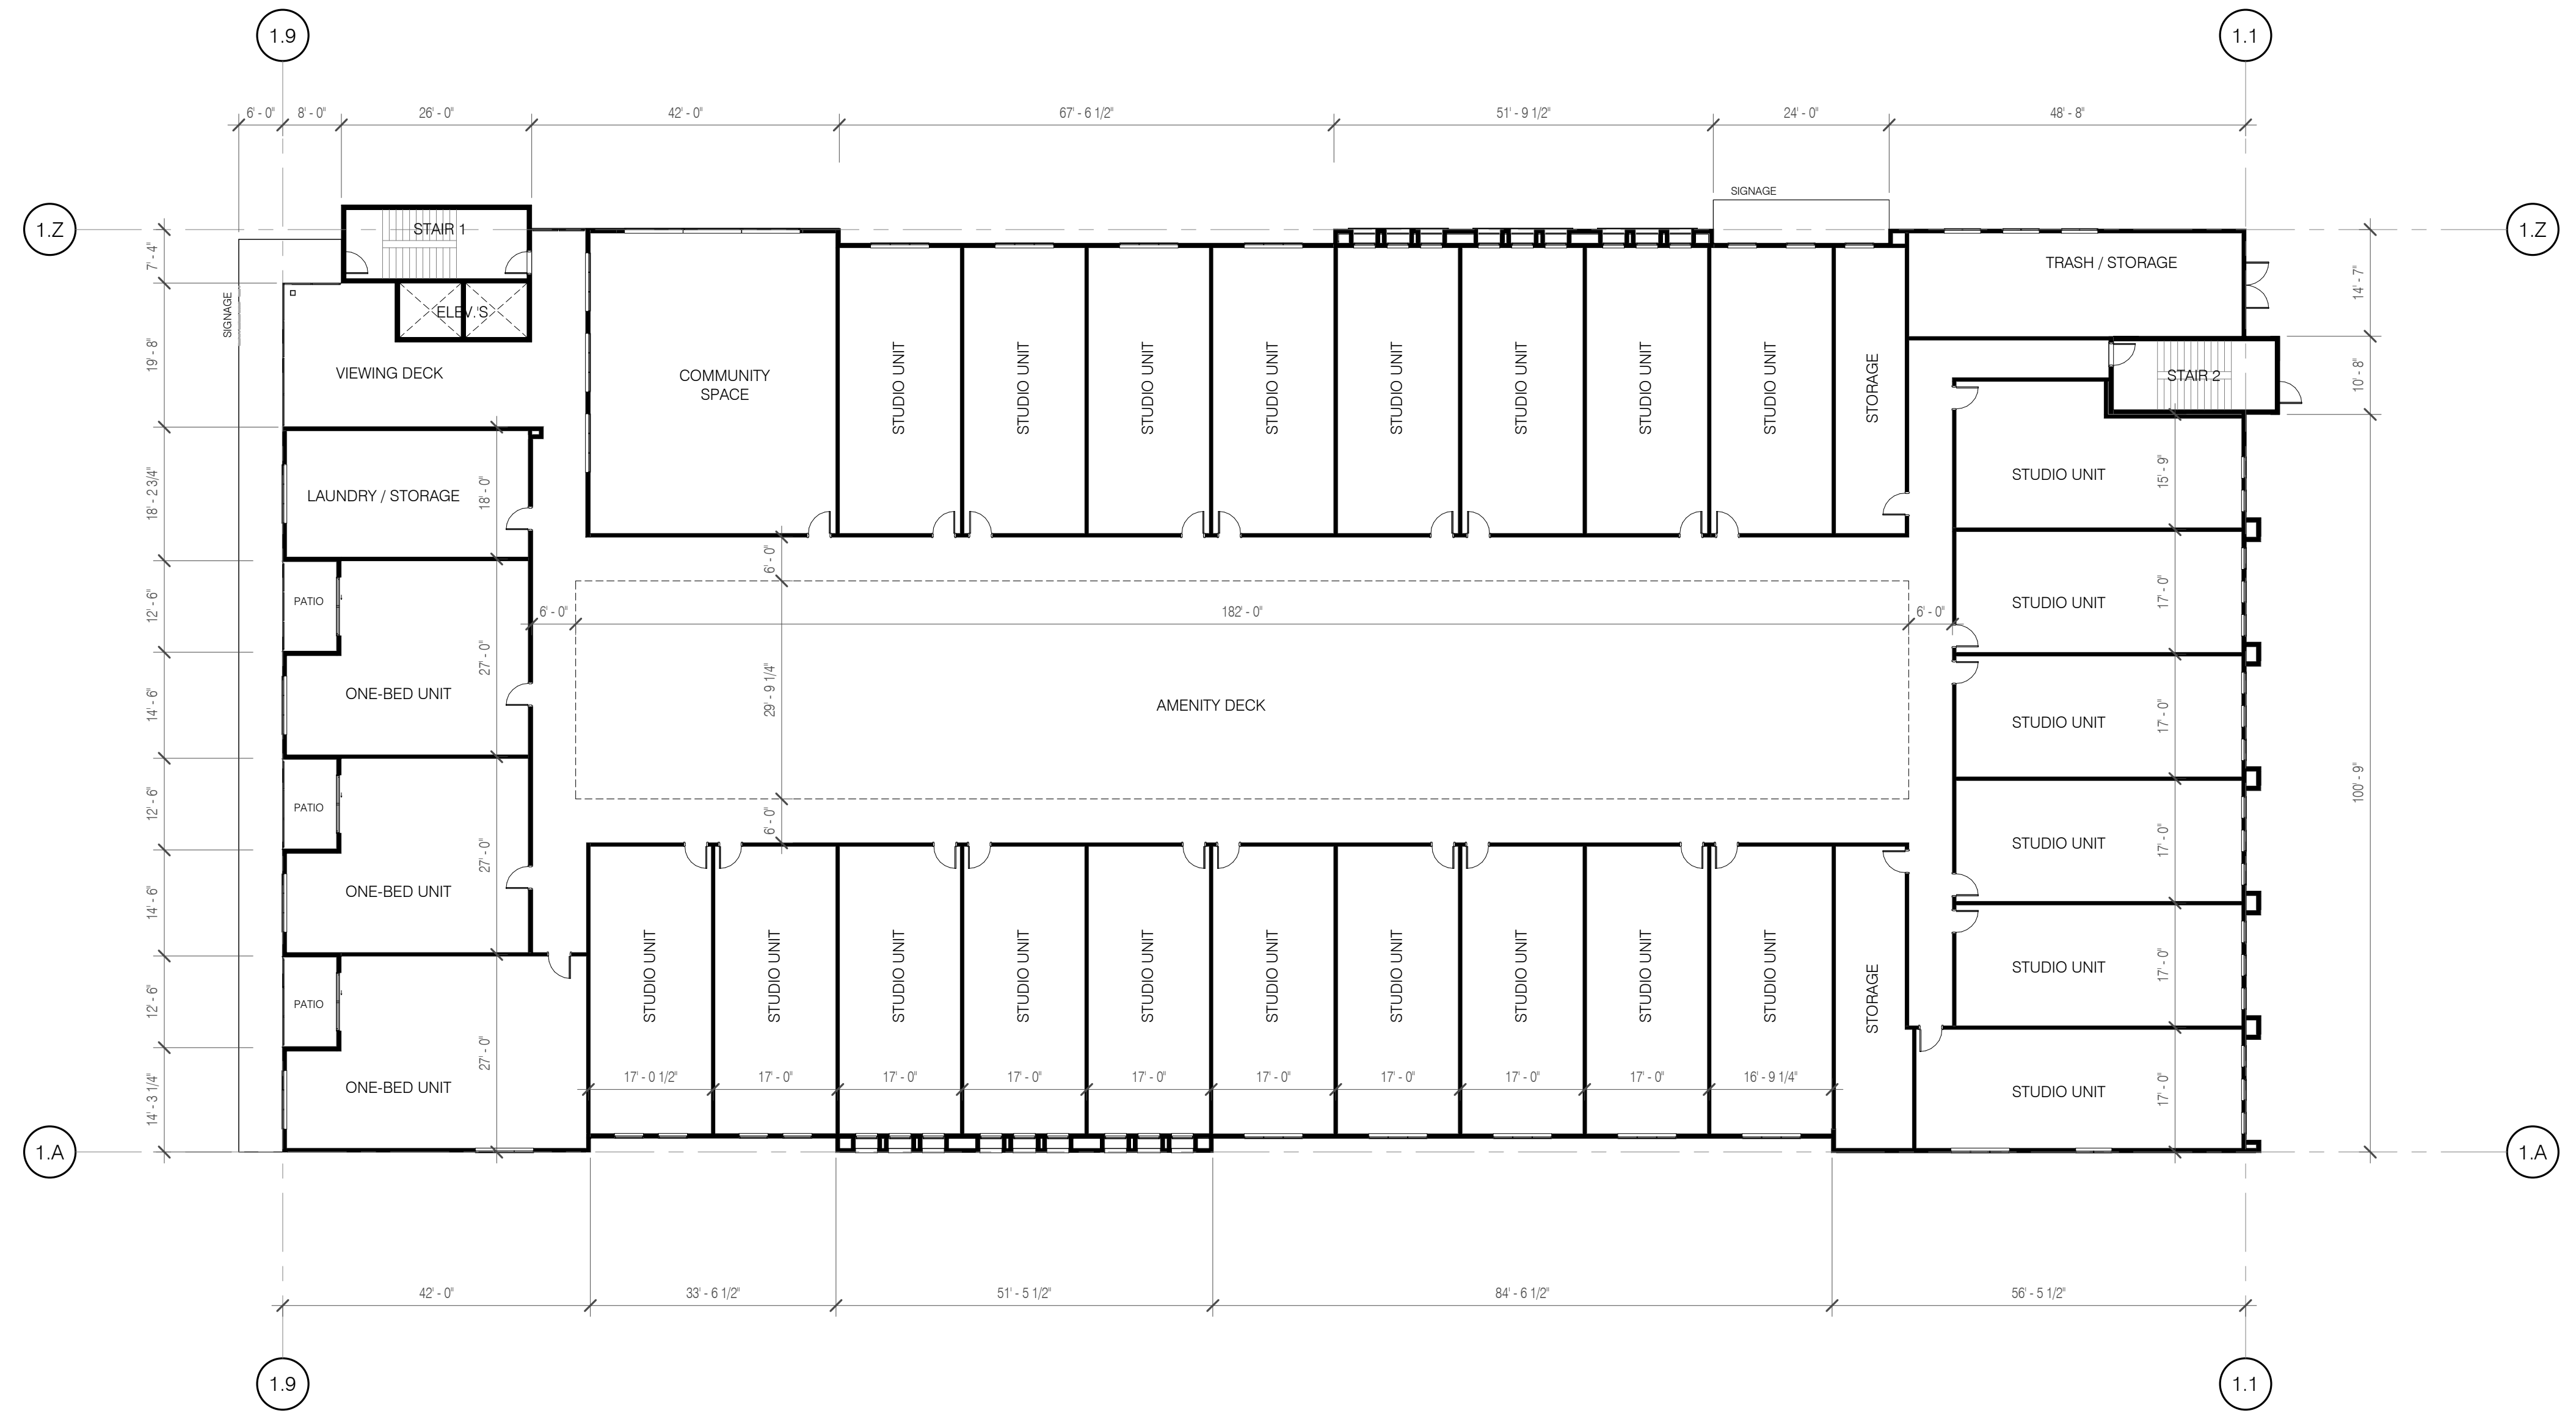 1.9
1.1
6' - 0"
8' - 0"
26' - 0"
42' - 0"
67' - 6 1/2"
51' - 9 1/2"
24' - 0"
48' - 8"
SIGNAGE
1.Z
STAIR 1
1.Z
7' - 4"
TRASH / STORAGE
14' - 7"
SIGNAGE
ELEV.'S
19' - 8"
VIEWING DECK
COMMUNITY
SPACE
STUDIO UNIT
STUDIO UNIT
STUDIO UNIT
STUDIO UNIT
STUDIO UNIT
STUDIO UNIT
STUDIO UNIT
STUDIO UNIT
STORAGE
STAIR 2
10' - 8"
18' - 2 3/4"
LAUNDRY / STORAGE
18' - 0"
STUDIO UNIT
15' - 9"
6' - 0"
12' - 6"
PATIO
6' - 0"
182' - 0"
6' - 0"
STUDIO UNIT
17' - 0"
27' - 0"
14' - 6"
ONE-BED UNIT
29' - 9 1/4"
AMENITY DECK
STUDIO UNIT
17' - 0"
100' - 9"
12' - 6"
PATIO
6' - 0"
27' - 0"
STUDIO UNIT
17' - 0"
14' - 6"
ONE-BED UNIT
STUDIO UNIT
STUDIO UNIT
STUDIO UNIT
STUDIO UNIT
STUDIO UNIT
STUDIO UNIT
STUDIO UNIT
STUDIO UNIT
STUDIO UNIT
STUDIO UNIT
STORAGE
STUDIO UNIT
17' - 0"
12' - 6"
PATIO
27' - 0"
14' - 3 1/4"
ONE-BED UNIT
17' - 0 1/2"
17' - 0"
17' - 0"
17' - 0"
17' - 0"
17' - 0"
17' - 0"
17' - 0"
17' - 0"
16' - 9 1/4"
STUDIO UNIT
17' - 0"
1.A
1.A
42' - 0"
33' - 6 1/2"
51' - 5 1/2"
84' - 6 1/2"
56' - 5 1/2"
1.9
1.1